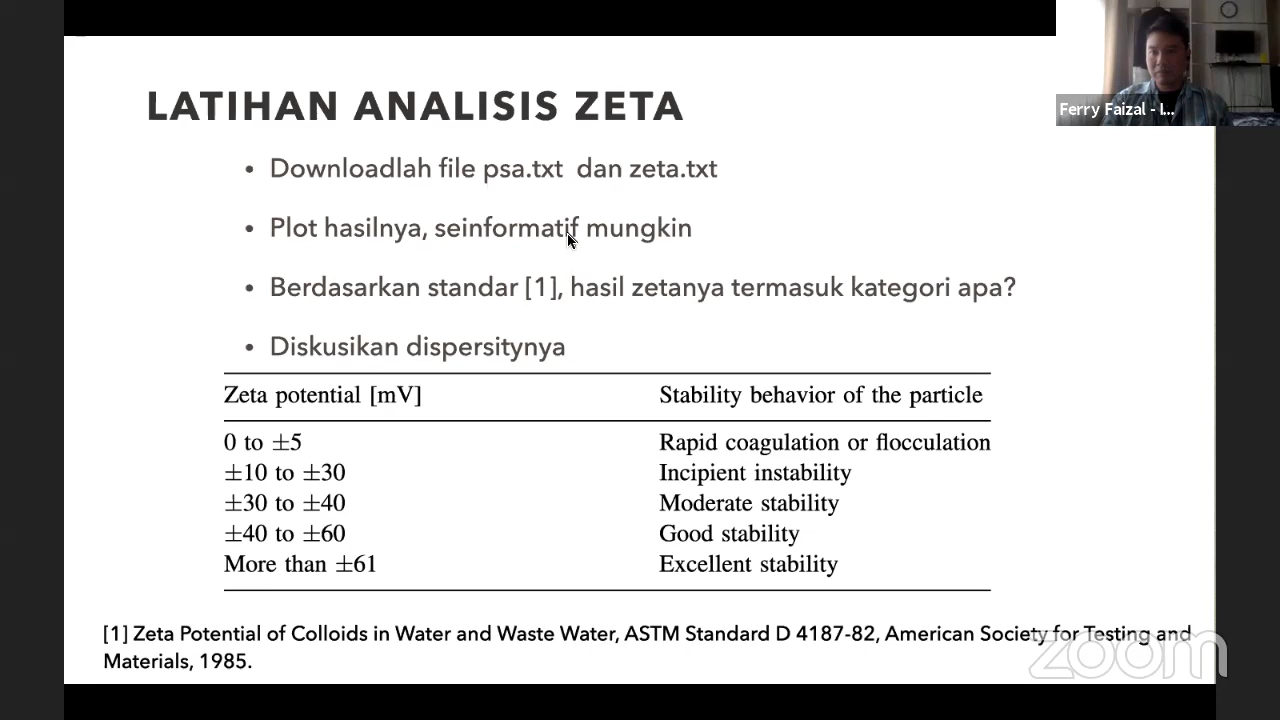 LATIHAN ANALISIS ZETA
• Downloadlah file psa.txt dan zeta.txt
• Plot hasilnya, seinformatif mungkin
• Berdasarkan standar [1], hasil zetanya termasuk kategori apa?
• Diskusikan dispersitynya
Zeta potential [mV] Stability behavior of the particle
0 to ±5 Rapid coagulation or flocculation
±10 to ±30 Incipient instability
±30 to ±40 Moderate stability
±40 to ±60 Good stability
More than ±61 Excellent stability
[1] Zeta Potential of Colloids in Water and Waste Water, ASTM Standard D 4187-82, American Society for Testing and
Materials, 1985.
Ferry Faizal - I...
zoom